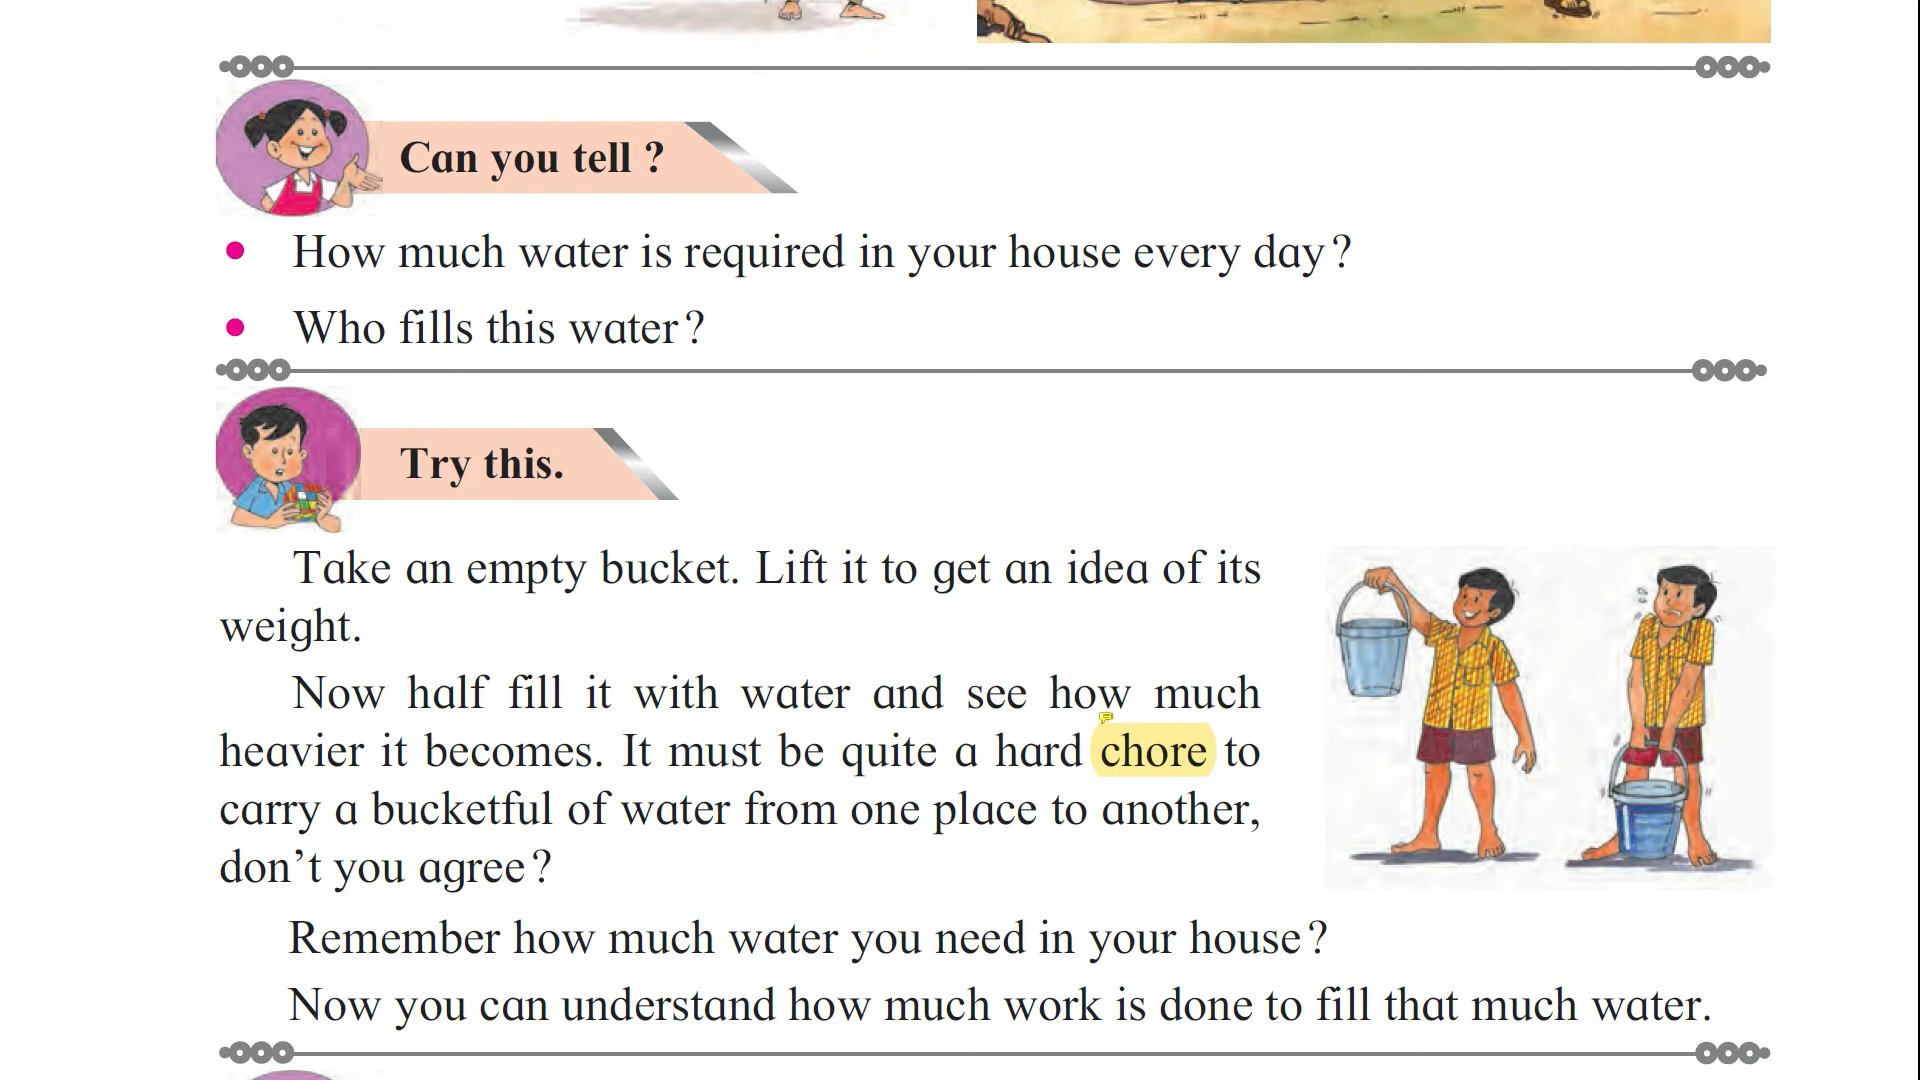 Can you tell ?
• How much water is required in your house every day?
• Who fills this water?
Try this.
Take an empty bucket. Lift it to get an idea of its
weight.
Now half fill it with water and see how much
heavier it becomes. It must be quite a hard chore to
carry a bucketful of water from one place to another,
don’t you agree?
Remember how much water you need in your house?
Now you can understand how much work is done to fill that much water.